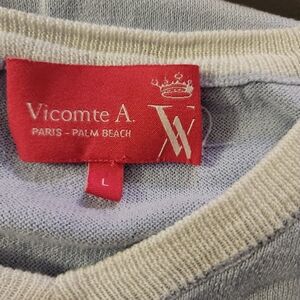 Vicomte A.
PARIS - PALM BEACH
VA
L